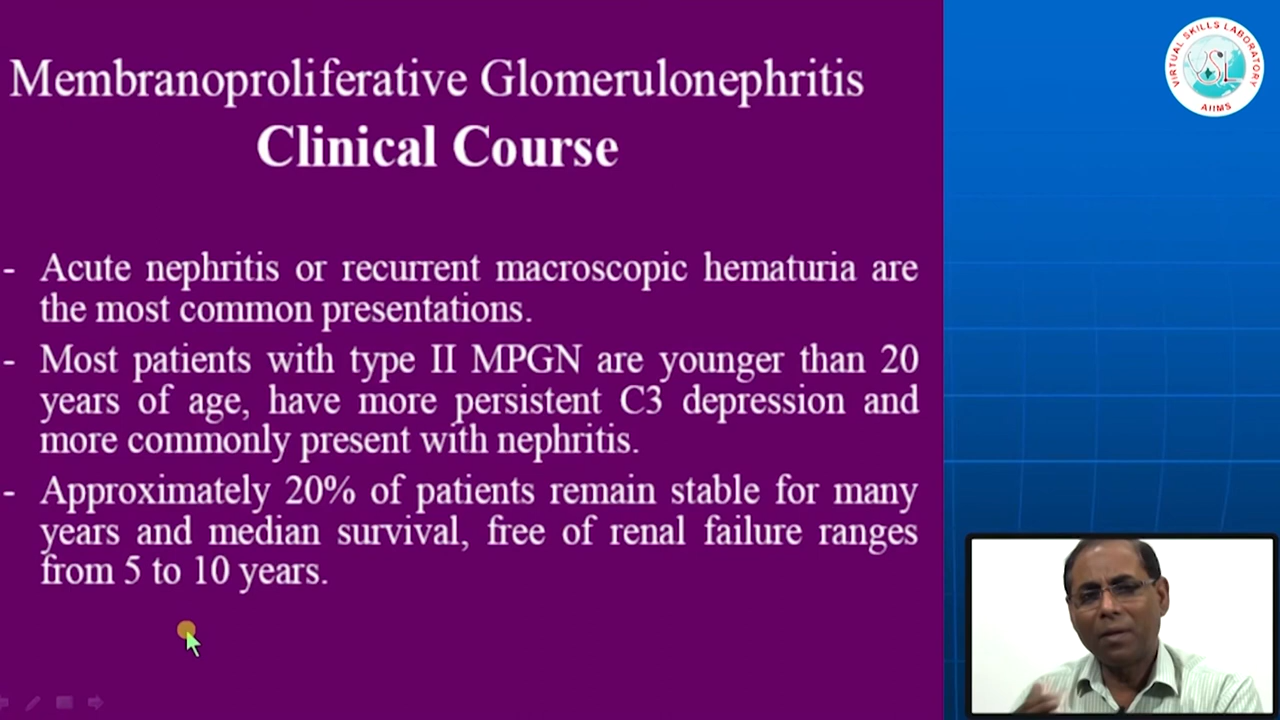 Membranoproliferative Glomerulonephritis
Clinical Course
- Acute nephritis or recurrent macroscopic hematuria are
the most common presentations.
- Most patients with type II MPGN are younger than 20
years of age, have more persistent C3 depression and
more commonly present with nephritis.
- Approximately 20% of patients remain stable for many
years and median survival, free of renal failure ranges
from 5 to 10 years.
VIRTUAL SKILLS LABORATORY
VSL
AIIMS